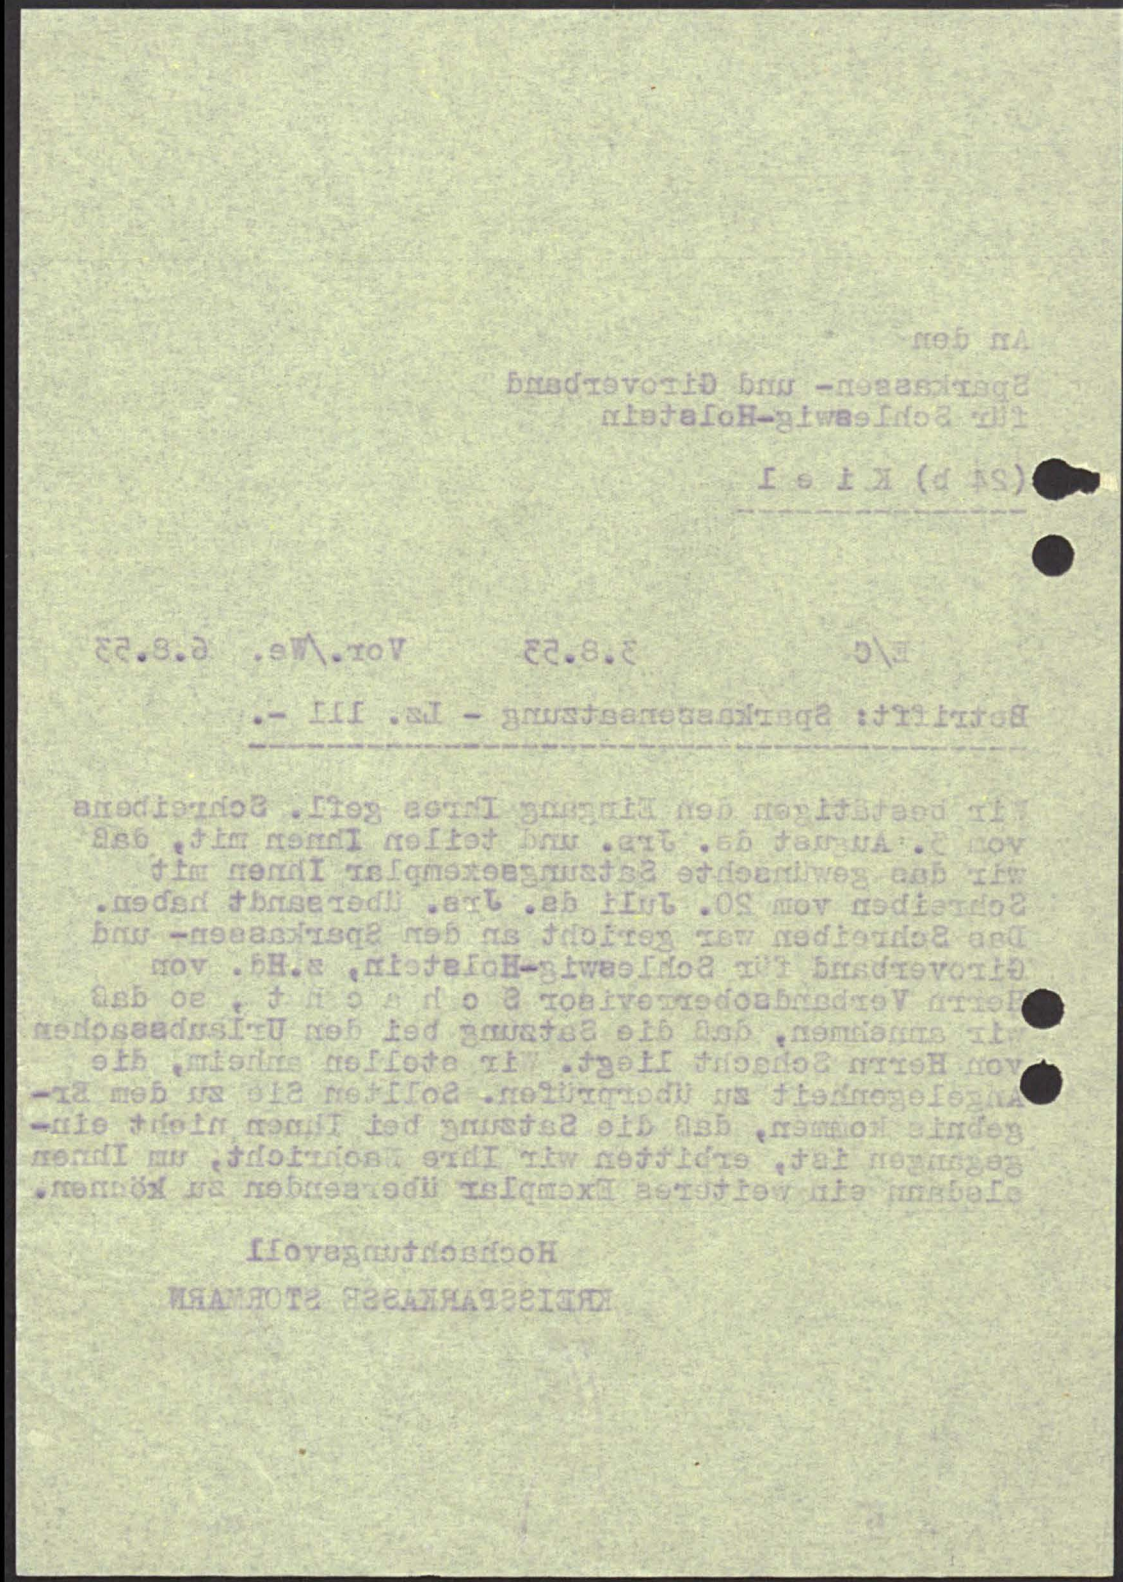 An den
Sparkassen- und Giroverband
für Schleswig-Holstein
(24 b) K i e l
E/C 3.8.53 Vor./We. 6.8.53
Betrifft: Sparkassensatzung - Lz. 111 -.
Wir bestätigen den Eingang Ihres gefl. Schreibens
vom 3. August ds. Jrs. und teilen Ihnen mit, daß
wir das gewünschte Satzungsexemplar Ihnen mit
Schreiben vom 20. Juli ds. Jrs. übersandt haben.
Das Schreiben war gericht an den Sparkassen- und
Giroverband für Schleswig-Holstein, z.Hd. von
Herrn Verbandsoberrevisor S c h a c h t , so daß
wir annehmen, daß die Satzung bei den Urlaubssachen
von Herrn Schacht liegt. Wir stellen anheim, die
Angelegenheit zu überprüfen. Sollten Sie zu dem Er-
gebnis kommen, daß die Satzung bei Ihnen nicht ein-
gegangen ist, erbitten wir Ihre Nachricht, um Ihnen
alsdann ein weiteres Exemplar übersenden zu können.
Hochachtungsvoll
KREISSPARKASSE STORMARN